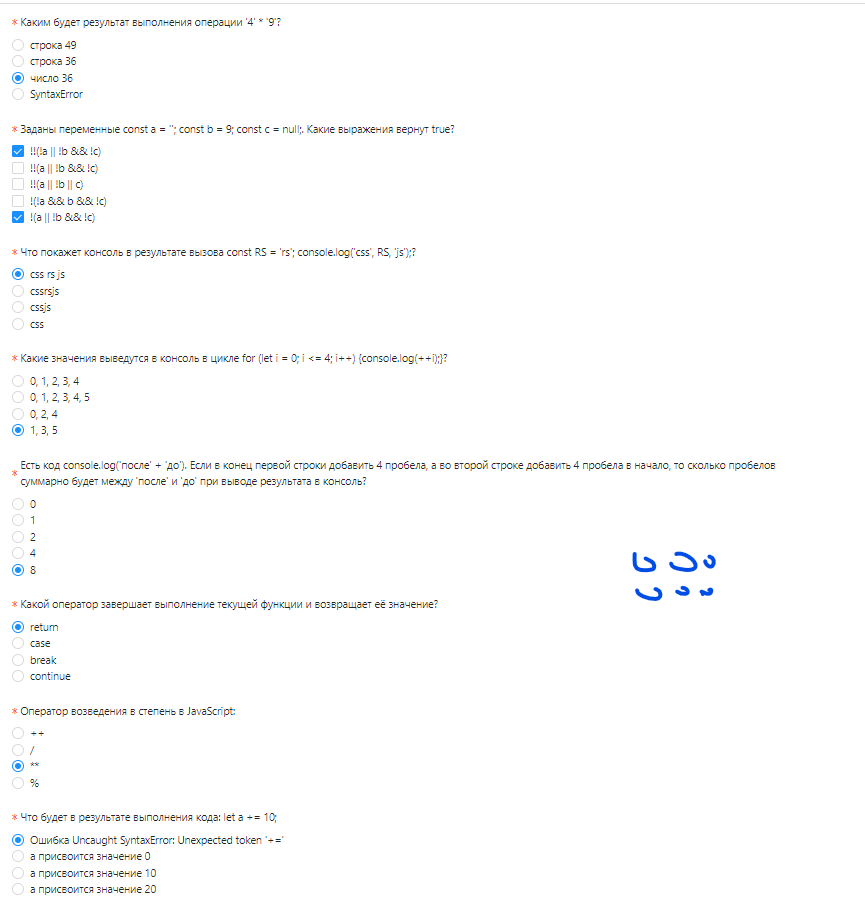 * Каким будет результат выполнения операции '4' * '9'?
строка 49
строка 36
число 36
SyntaxError
* Заданы переменные const a = ''; const b = 9; const c = null;. Какие выражения вернут true?
!!(!a || !b && !c)
!!(a || !b && !c)
!!(a || !b || c)
!(!a && b && !c)
!(a || !b && !c)
* Что покажет консоль в результате вызова const RS = 'rs'; console.log('css', RS, 'js');?
css rs js
cssrsjs
cssjs
css
* Какие значения выведутся в консоль в цикле for (let i = 0; i <= 4; i++) {console.log(++i);}?
0, 1, 2, 3, 4
0, 1, 2, 3, 4, 5
0, 2, 4
1, 3, 5
* Есть код console.log('после' + 'до'). Если в конец первой строки добавить 4 пробела, а во второй строке добавить 4 пробела в начало, то сколько пробелов
суммарно будет между 'после' и 'до' при выводе результата в консоль?
0
1
2
4
8
* Какой оператор завершает выполнение текущей функции и возвращает её значение?
return
case
break
continue
* Оператор возведения в степень в JavaScript:
++
/
**
%
* Что будет в результате выполнения кода: let a += 10;
Ошибка Uncaught SyntaxError: Unexpected token '+='
a присвоится значение 0
a присвоится значение 10
a присвоится значение 20